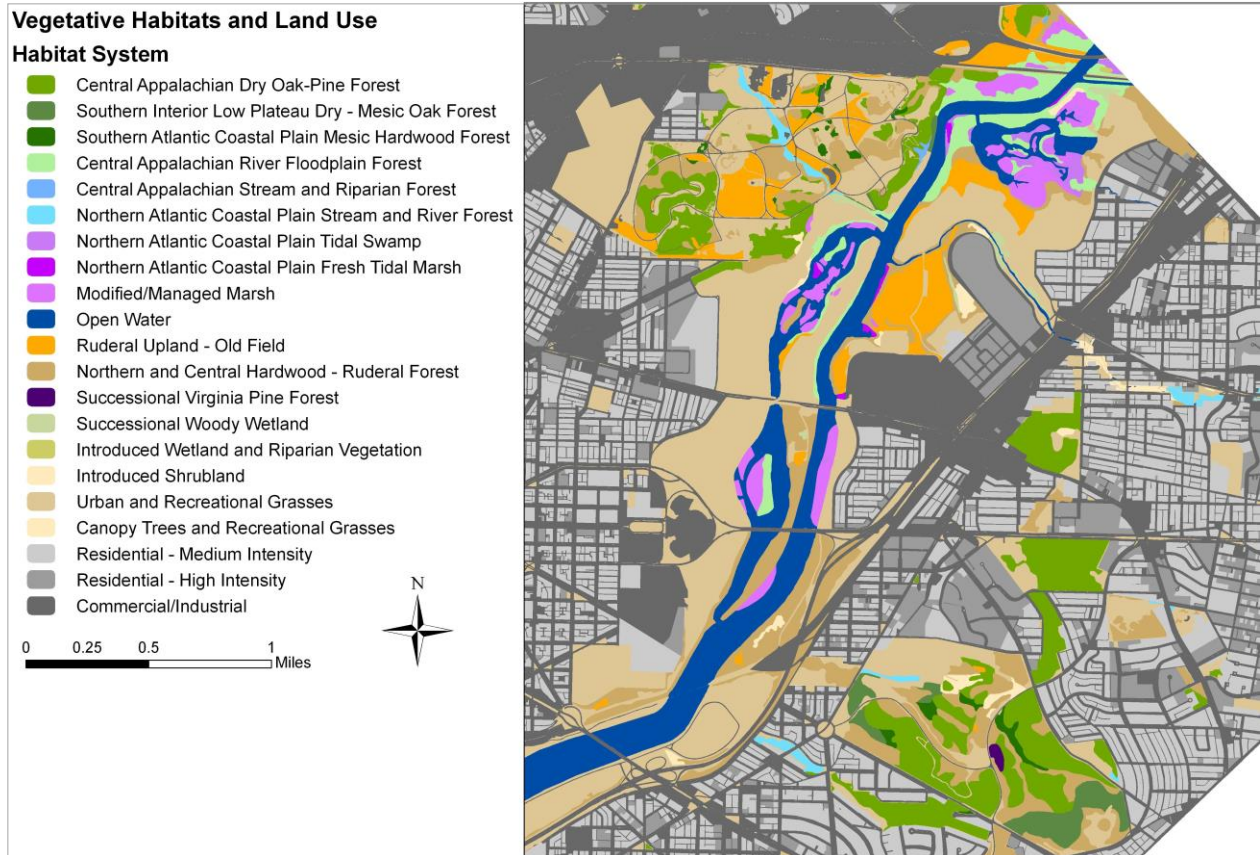 Vegetative Habitats and Land Use
Habitat System
Central Appalachian Dry Oak-Pine Forest
Southern Interior Low Plateau Dry - Mesic Oak Forest
Southern Atlantic Coastal Plain Mesic Hardwood Forest
Central Appalachian River Floodplain Forest
Central Appalachian Stream and Riparian Forest
Northern Atlantic Coastal Plain Stream and River Forest
Northern Atlantic Coastal Plain Tidal Swamp
Northern Atlantic Coastal Plain Fresh Tidal Marsh
Modified/Managed Marsh
Open Water
Ruderal Upland - Old Field
Northern and Central Hardwood - Ruderal Forest
Successional Virginia Pine Forest
Successional Woody Wetland
Introduced Wetland and Riparian Vegetation
Introduced Shrubland
Urban and Recreational Grasses
Canopy Trees and Recreational Grasses
Residential - Medium Intensity
Residential - High Intensity
Commercial/Industrial
N
0 0.25 0.5 1
Miles